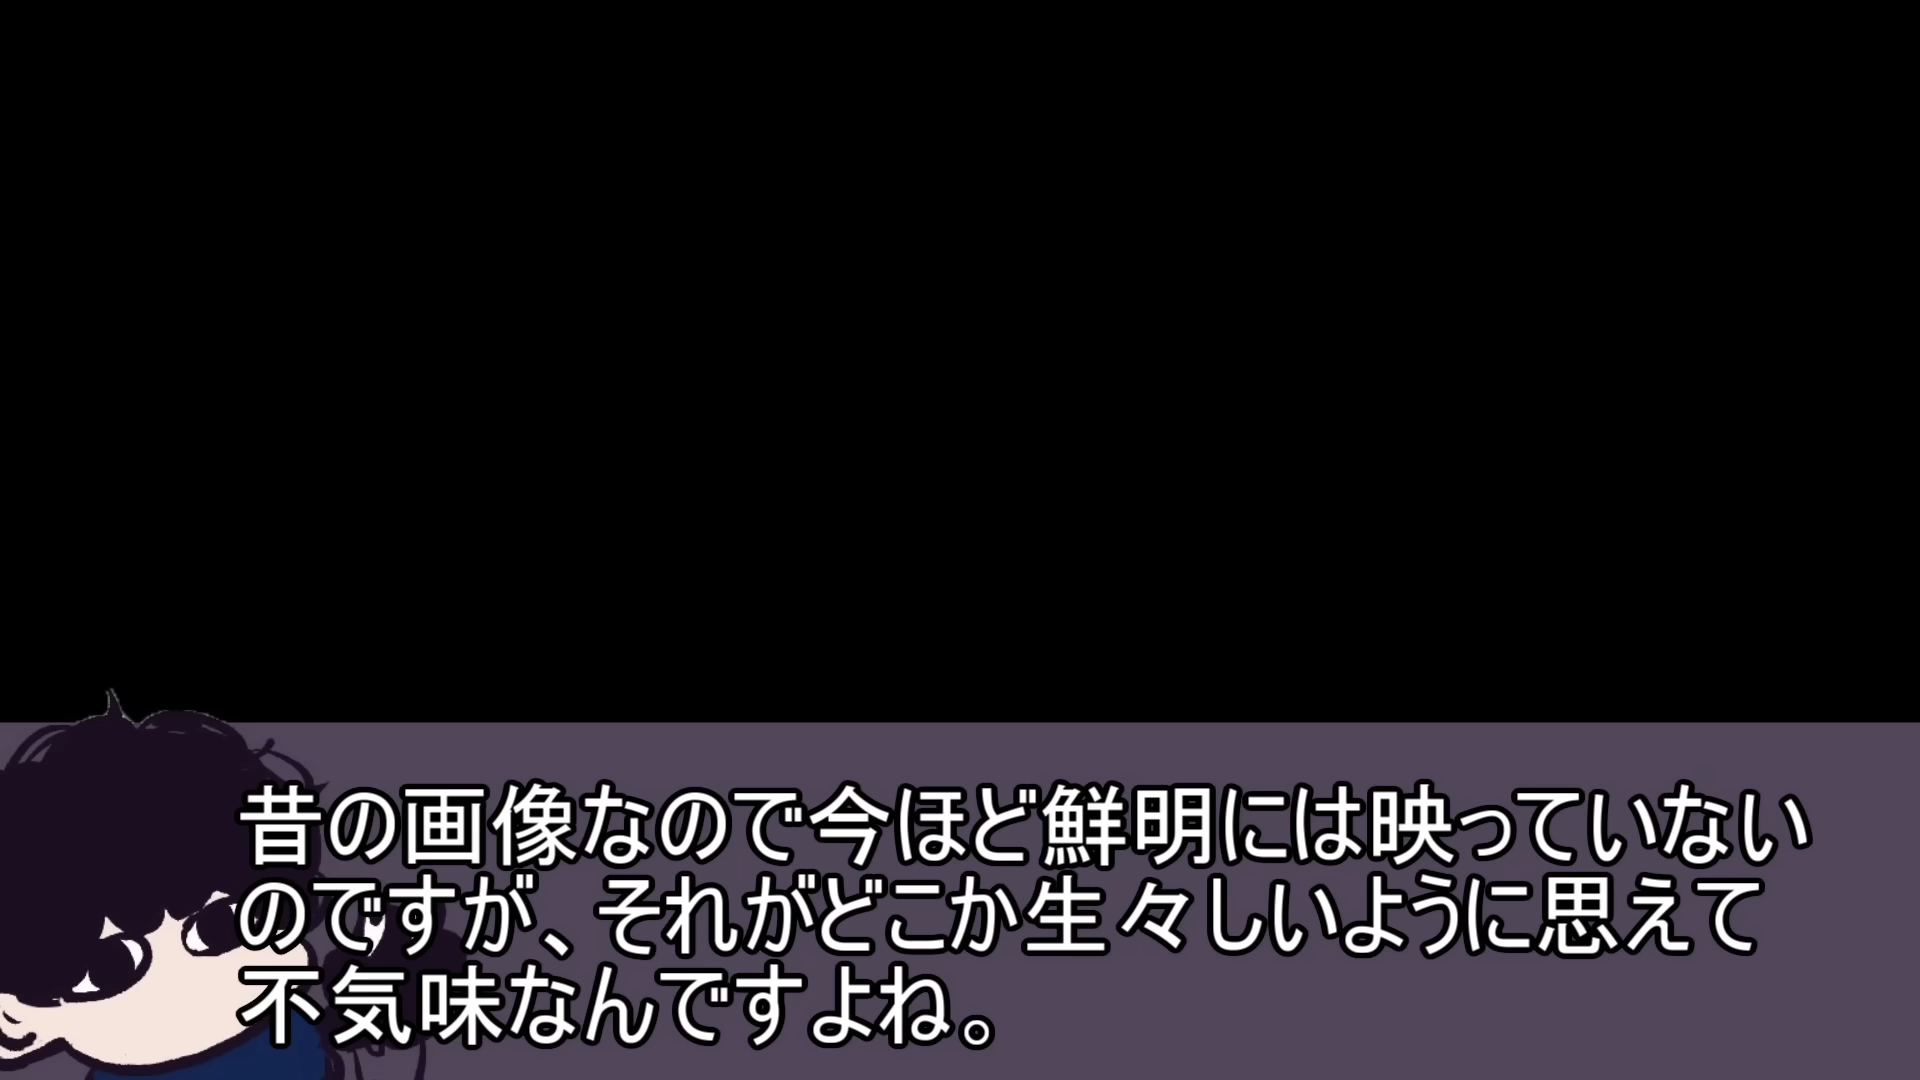 昔の画像なので今ほど鮮明には映っていない
のですが、それがどこか生々しいように思えて
不気味なんですよね。